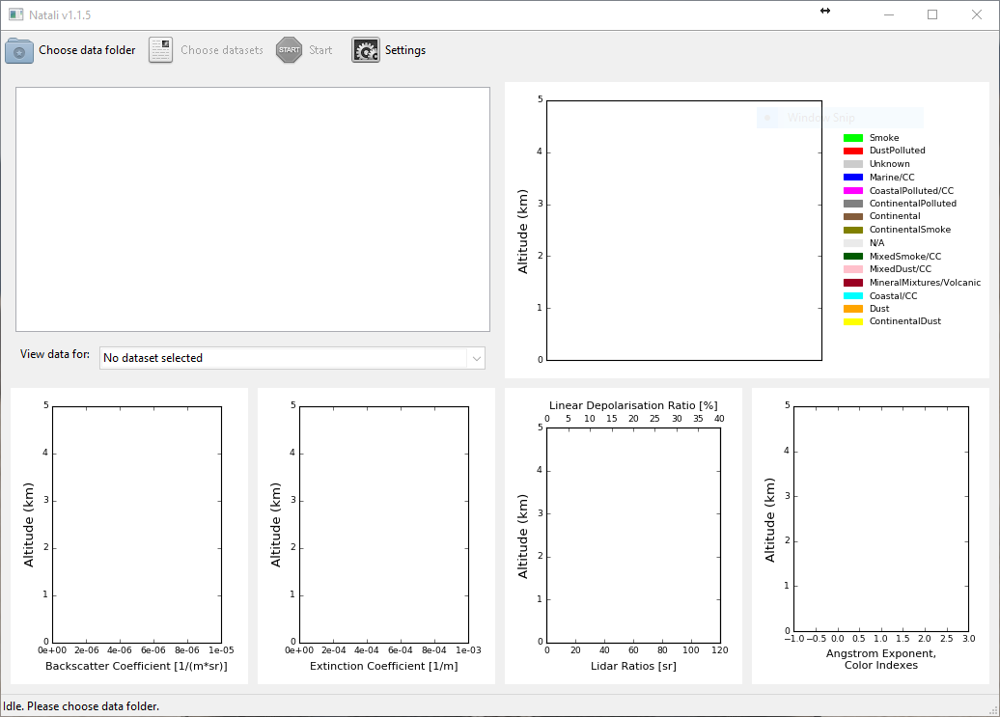 Natali v1.1.5
Choose data folder
Choose datasets
START
Start
Settings
View data for:
No dataset selected
5
4
3
2
1
0
Altitude (km)
Window Snip
Smoke
DustPolluted
Unknown
Marine/CC
CoastalPolluted/CC
ContinentalPolluted
Continental
ContinentalSmoke
N/A
MixedSmoke/CC
MixedDust/CC
MineralMixtures/Volcanic
Coastal/CC
Dust
ContinentalDust
5
4
3
2
1
0
Altitude (km)
0e+00 2e-06 4e-06 6e-06 8e-06 1e-05
Backscatter Coefficient [1/(m*sr)]
5
4
3
2
1
0
Altitude (km)
0e+00 2e-04 4e-04 6e-04 8e-04 1e-03
Extinction Coefficient [1/m]
Linear Depolarisation Ratio [%]
0 5 10 15 20 25 30 35 40
5
4
3
2
1
0
Altitude (km)
0 20 40 60 80 100 120
Lidar Ratios [sr]
5
4
3
2
1
0
Altitude (km)
−1.0 −0.5 0.0 0.5 1.0 1.5 2.0 2.5 3.0
Angstrom Exponent,
Color Indexes
Idle. Please choose data folder.